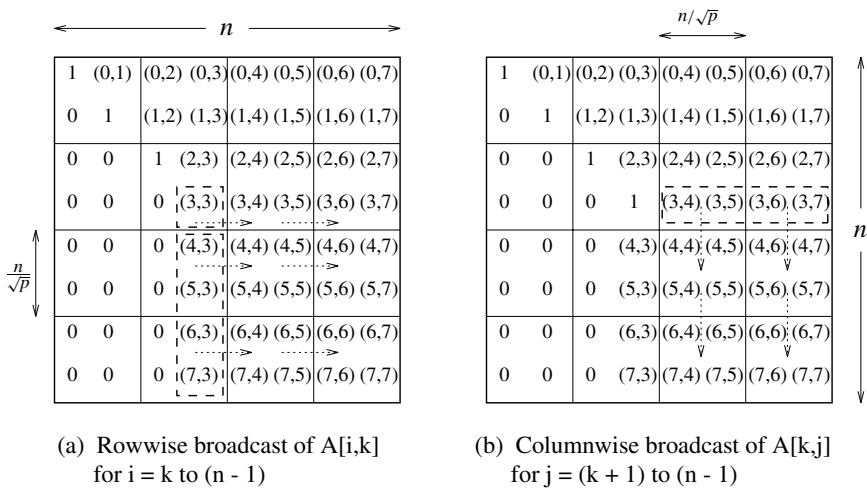 n
n/√p
1 (0,1) (0,2) (0,3) (0,4) (0,5) (0,6) (0,7)
0 1 (1,2) (1,3) (1,4) (1,5) (1,6) (1,7)
0 0 1 (2,3) (2,4) (2,5) (2,6) (2,7)
0 0 0 (3,3) (3,4) (3,5) (3,6) (3,7)
0 0 0 (4,3) (4,4) (4,5) (4,6) (4,7)
0 0 0 (5,3) (5,4) (5,5) (5,6) (5,7)
0 0 0 (6,3) (6,4) (6,5) (6,6) (6,7)
0 0 0 (7,3) (7,4) (7,5) (7,6) (7,7)
(a) Rowwise broadcast of A[i,k]
for i = k to (n - 1)
n/√p
1 (0,1) (0,2) (0,3) (0,4) (0,5) (0,6) (0,7)
0 1 (1,2) (1,3) (1,4) (1,5) (1,6) (1,7)
0 0 1 (2,3) (2,4) (2,5) (2,6) (2,7)
0 0 0 1 (3,4) (3,5) (3,6) (3,7)
n
0 0 0 (4,3) (4,4) (4,5) (4,6) (4,7)
0 0 0 (5,3) (5,4) (5,5) (5,6) (5,7)
0 0 0 (6,3) (6,4) (6,5) (6,6) (6,7)
0 0 0 (7,3) (7,4) (7,5) (7,6) (7,7)
(b) Columnwise broadcast of A[k,j]
for j = (k + 1) to (n - 1)